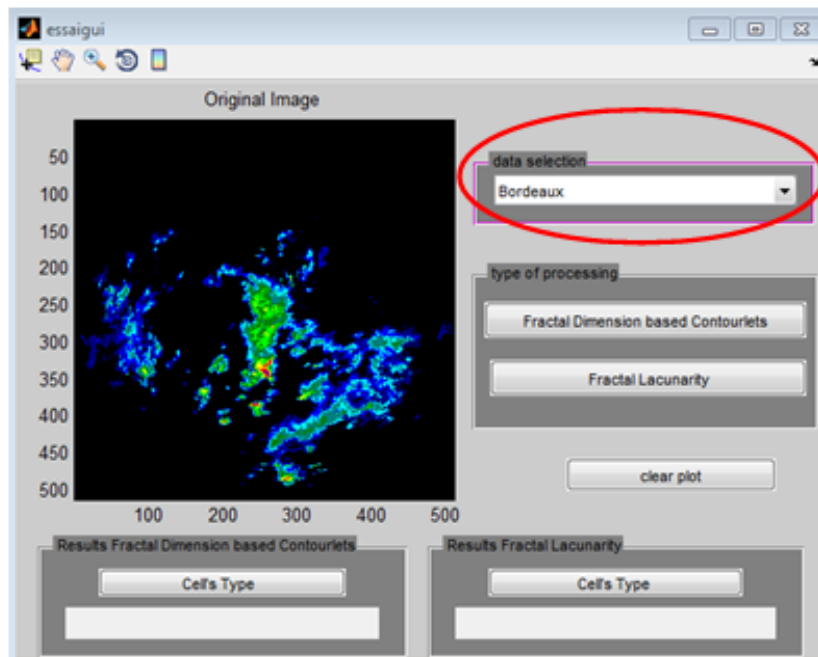 essaigui
Original Image
50
100
150
200
250
300
350
400
450
500
100 200 300 400 500
data selection
Bordeaux
type of processing
Fractal Dimension based Contourlets
Fractal Lacunarity
clear plot
Results Fractal Dimension based Contourlets
Cell's Type
Results Fractal Lacunarity
Cell's Type